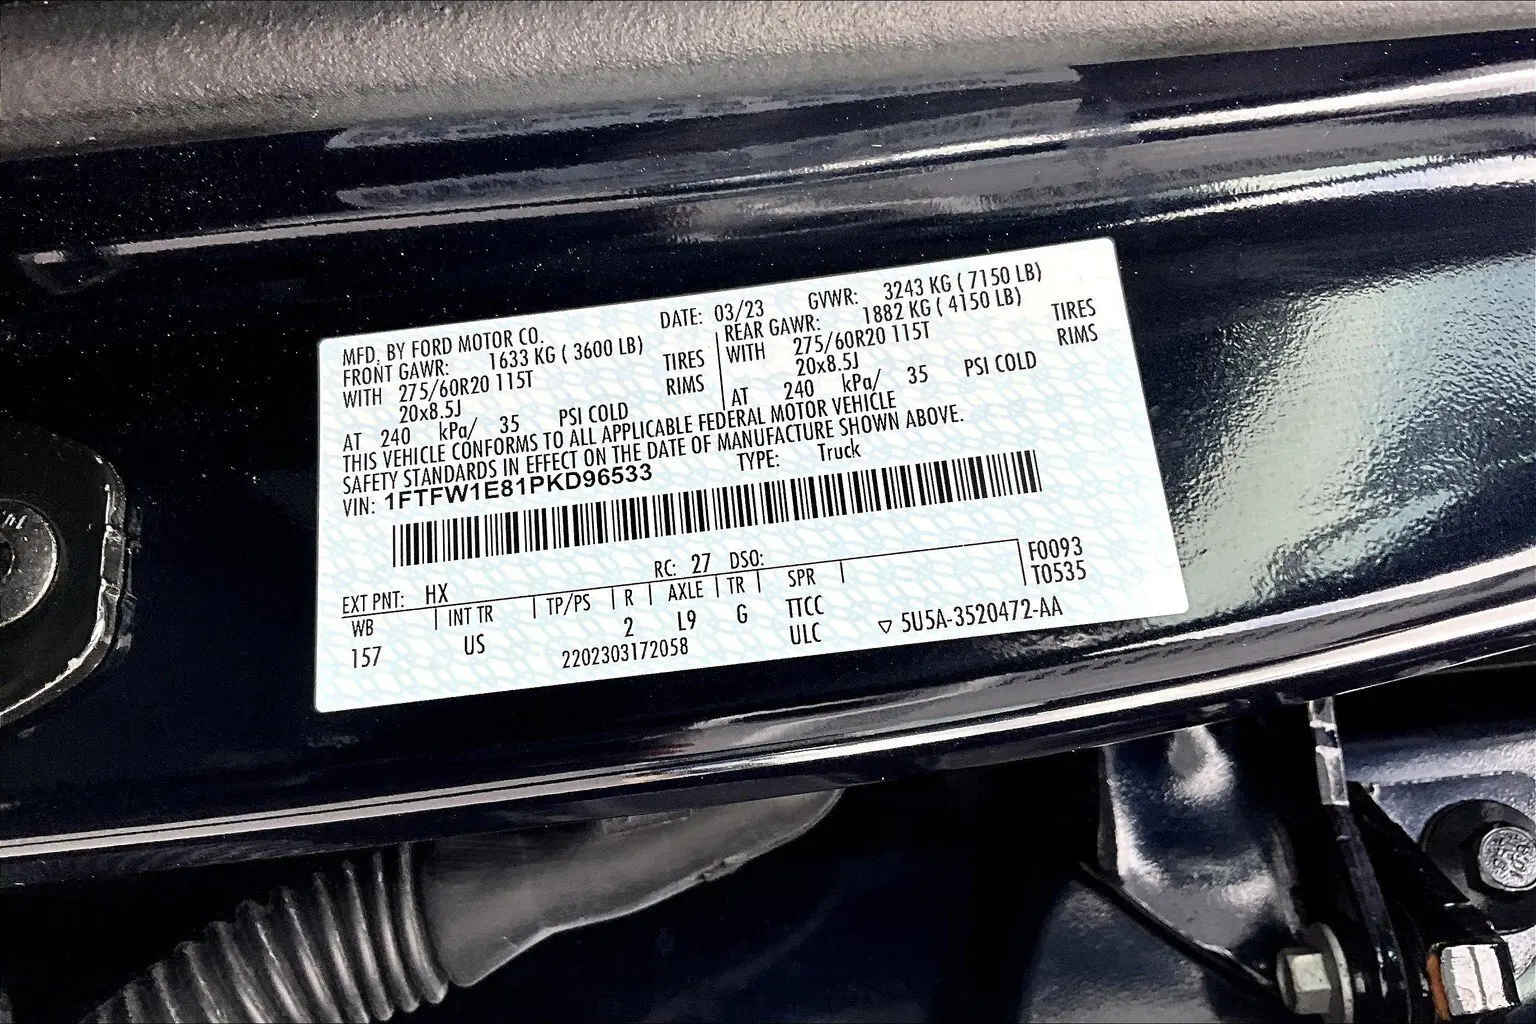 MFD. BY FORD MOTOR CO.
DATE: 03/23
GVWR: 3243 KG ( 7150 LB)
FRONT GAWR: 1633 KG ( 3600 LB)
REAR GAWR: 1882 KG ( 4150 LB)
WITH 275/60R20 115T TIRES
WITH 275/60R20 115T TIRES
20x8.5J RIMS
20x8.5J RIMS
AT 240 kPa/ 35 PSI COLD
AT 240 kPa/ 35 PSI COLD
THIS VEHICLE CONFORMS TO ALL APPLICABLE FEDERAL MOTOR VEHICLE
SAFETY STANDARDS IN EFFECT ON THE DATE OF MANUFACTURE SHOWN ABOVE.
VIN: 1FTFW1E81PKD96533 TYPE: Truck
EXT PNT: HX RC: 27 DSO: F0093
WB INT TR TP/PS R AXLE TR SPR T0535
157 US 2 L9 G TTCC
2202303172058 ULC ▽ 5U5A-3520472-AA